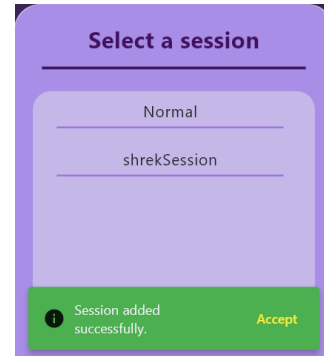 Select a session
Normal
shrekSession
Session added
successfully.
Accept